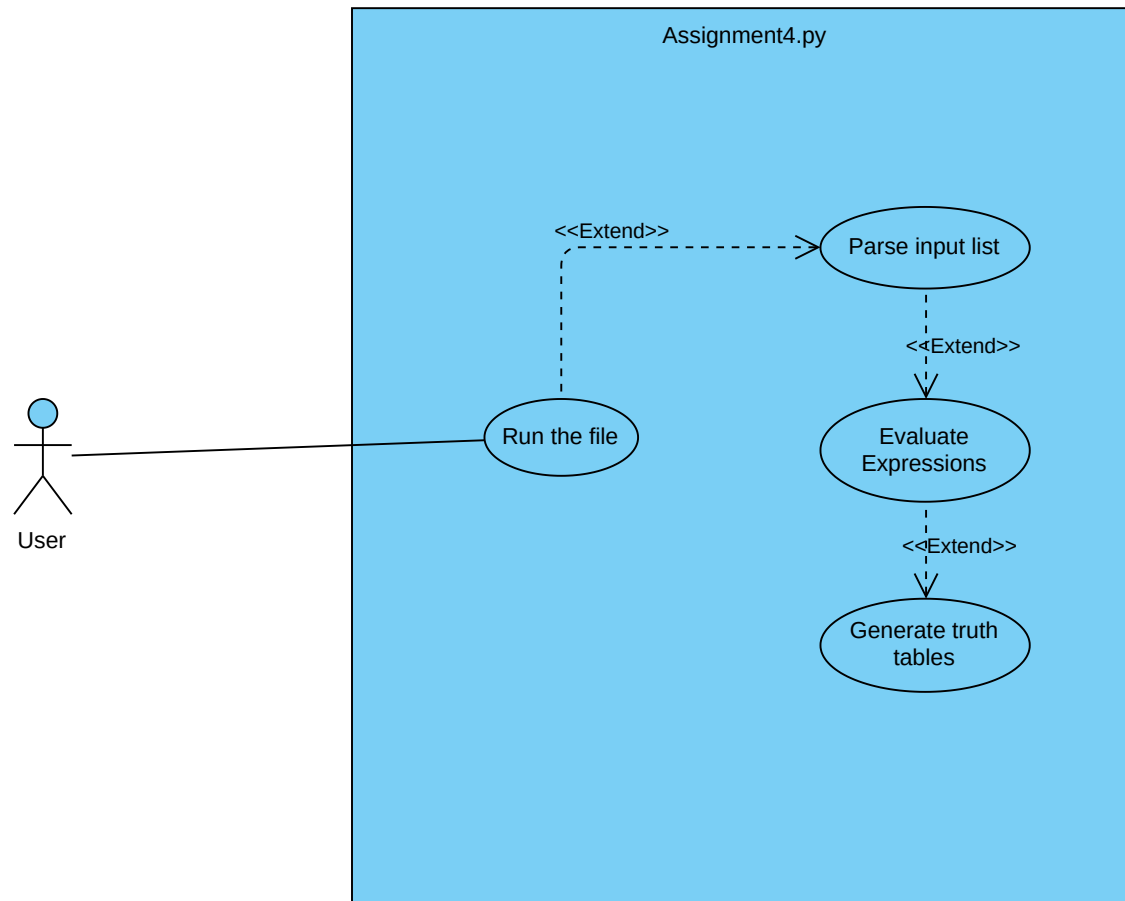 Assignment4.py
<<Extend>>
Parse input list
<<Extend>>
Run the file
Evaluate
Expressions
User
<<Extend>>
Generate truth
tables